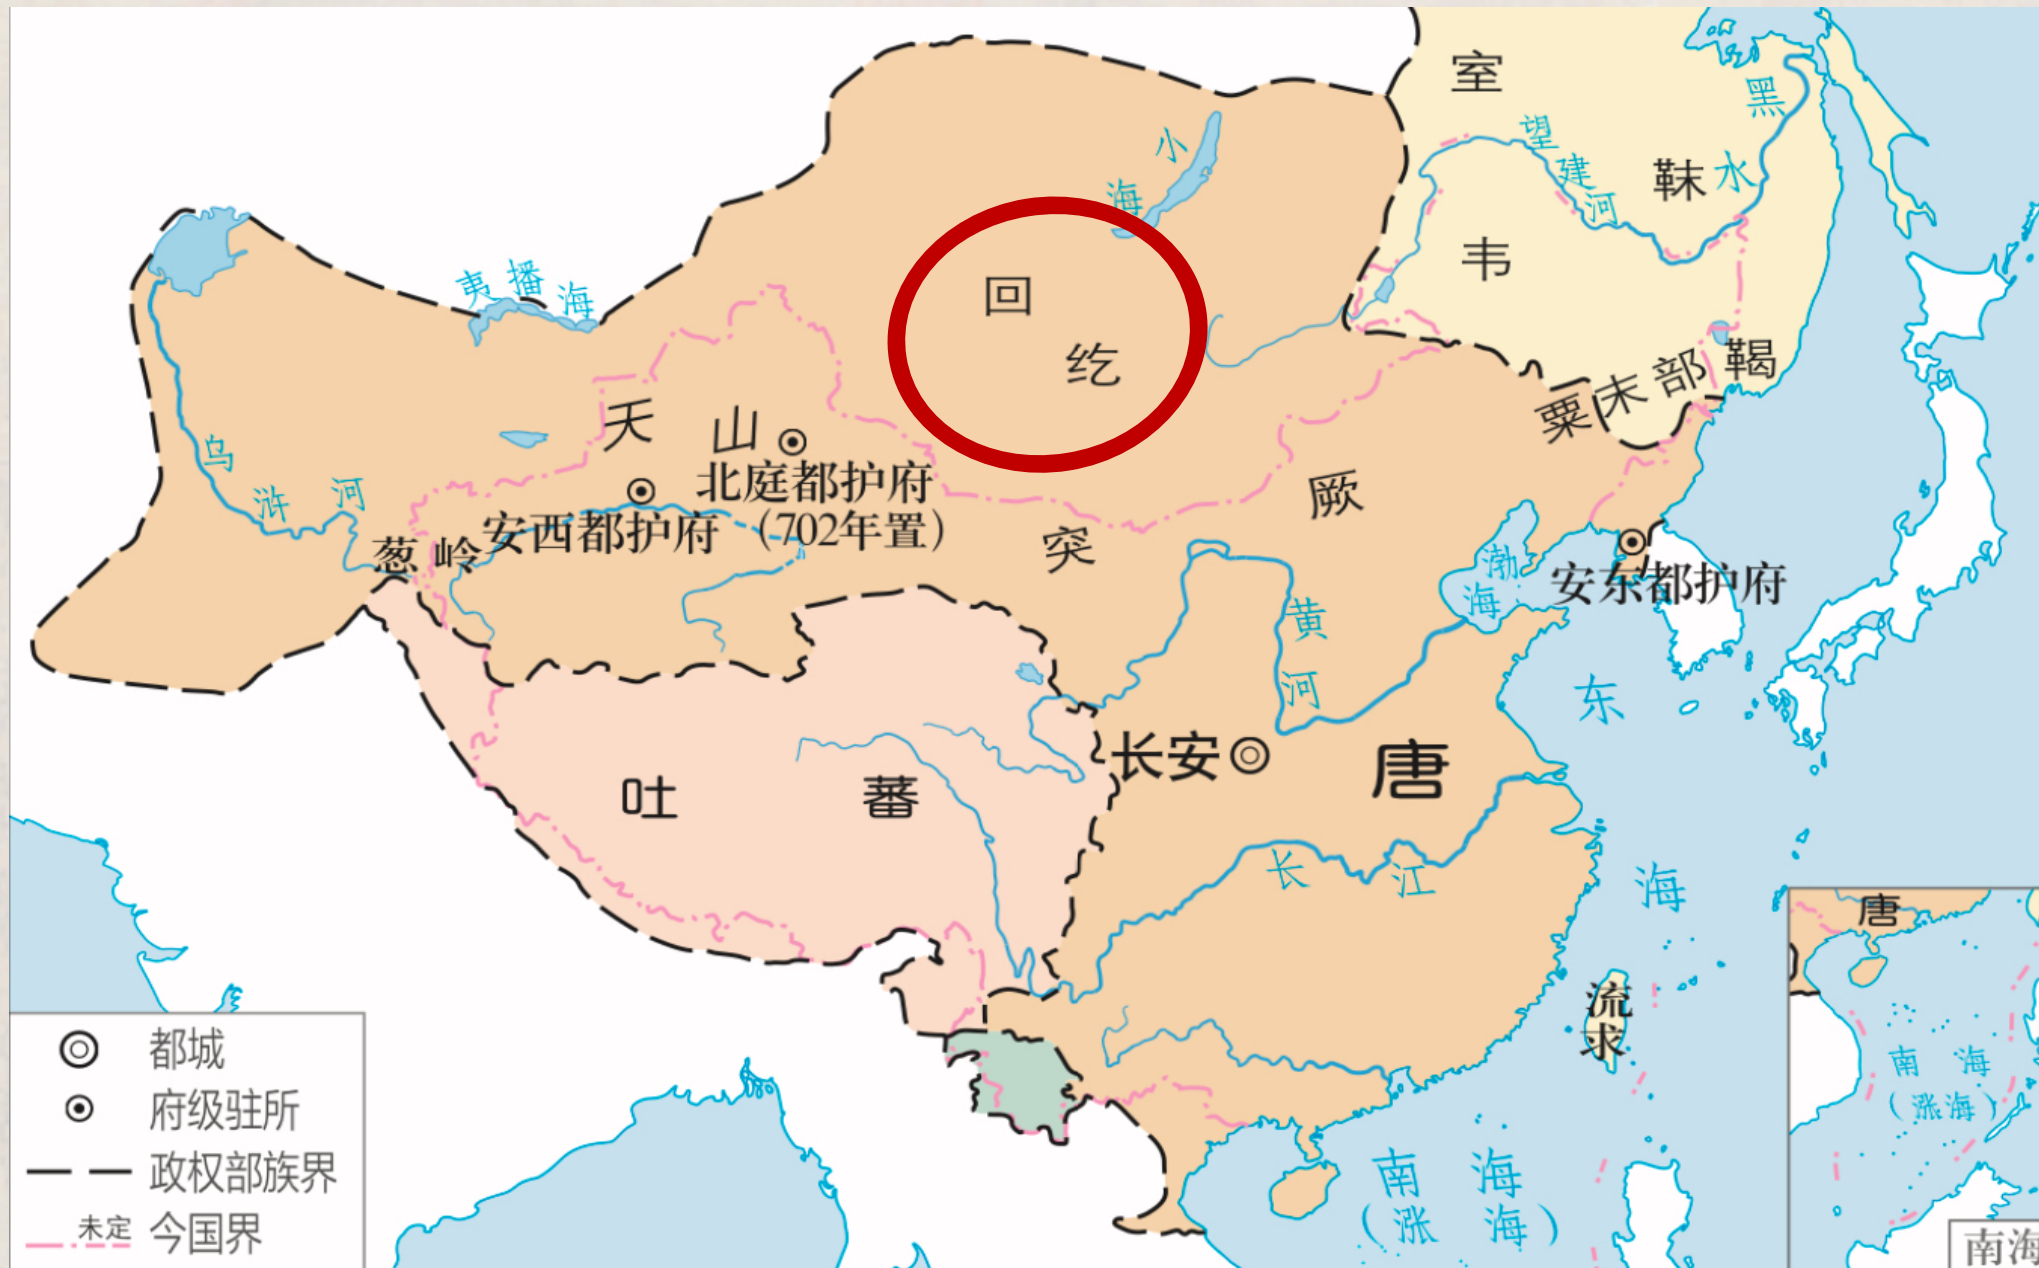 室
韦
黑
水
靺
鞨
望建河
粟末部
小海
回纥
夷播海
天山
北庭都护府
（702年置）
安西都护府
乌浒河
葱岭
突厥
渤海
安东都护府
黄河
东海
长安
唐
吐蕃
长江
流求
南海
（涨海）
唐
南海
（涨海）
南海
都城
府级驻所
政权部族界
未定
今国界